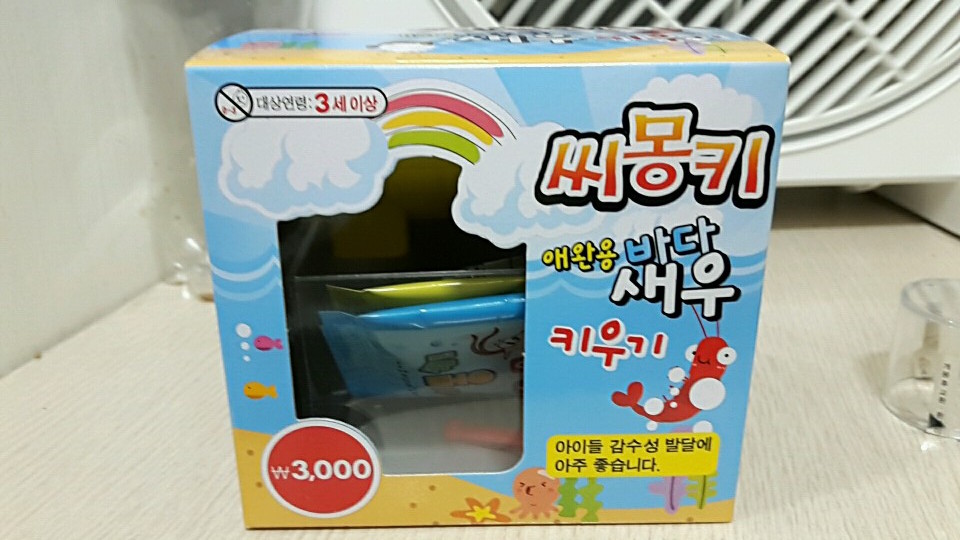 대상연령: 3세 이상
씨몽키
애완용 바다
새우
키우기
₩3,000
아이들 감수성 발달에
아주 좋습니다.